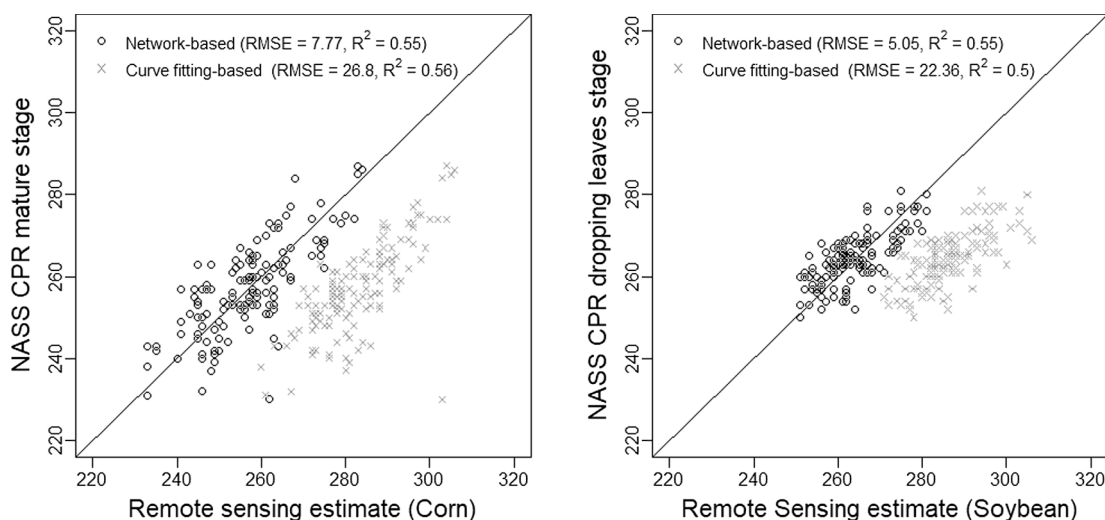 NASS CPR mature stage
320
300
280
260
240
220
Network-based (RMSE = 7.77, R² = 0.55)
Curve fitting-based (RMSE = 26.8, R² = 0.56)
220 240 260 280 300 320
Remote sensing estimate (Corn)
NASS CPR dropping leaves stage
320
300
280
260
240
220
Network-based (RMSE = 5.05, R² = 0.55)
Curve fitting-based (RMSE = 22.36, R² = 0.5)
220 240 260 280 300 320
Remote Sensing estimate (Soybean)